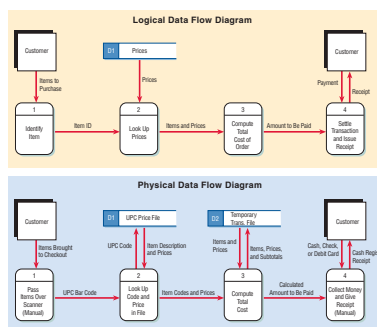 Logical Data Flow Diagram
Customer
D1 Prices
Customer
Items to
Purchase
Prices
Payment
Receipt
1
Identify
Item
Item ID
2
Look Up
Prices
Items and Prices
3
Compute
Total
Cost of
Order
Amount to Be Paid
4
Settle
Transaction
and Issue
Receipt
Physical Data Flow Diagram
Customer
D1 UPC Price File
D2 Temporary
Trans. File
Customer
Items Brought
to Checkout
UPC Code
Item Description
and Prices
Items and
Prices
Items, Prices,
and Subtotals
Cash, Check,
or Debit Card
Cash Regis
Receipt
1
Pass
Items Over
Scanner
(Manual)
UPC Bar Code
2
Look Up
Code and
Price
in File
Item Codes and Prices
3
Compute
Total
Cost
Calculated
Amount to Be Paid
4
Collect Money
and Give
Receipt
(Manual)